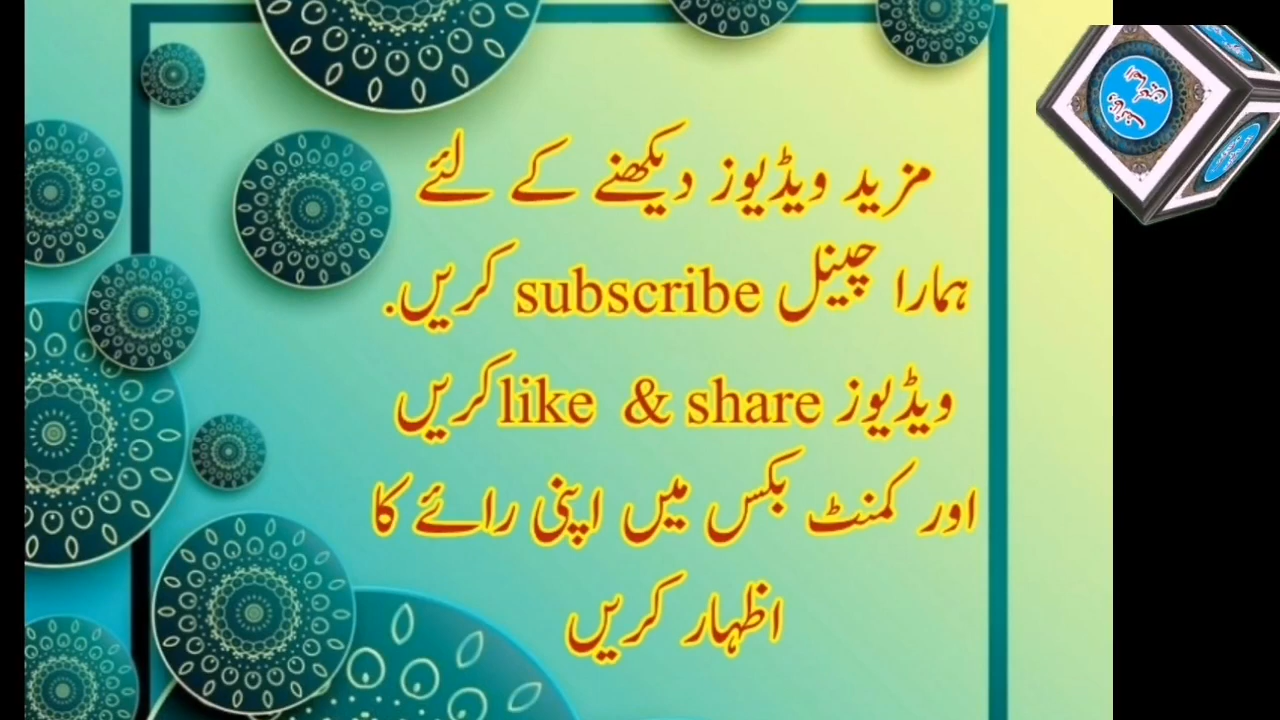 مزید ویڈیوز دیکھنے کے لئے
ہمارا چینل subscribe کریں.
ویڈیوز like & share کریں
اور کمنٹ بکس میں اپنی رائے کا
اظہار کریں